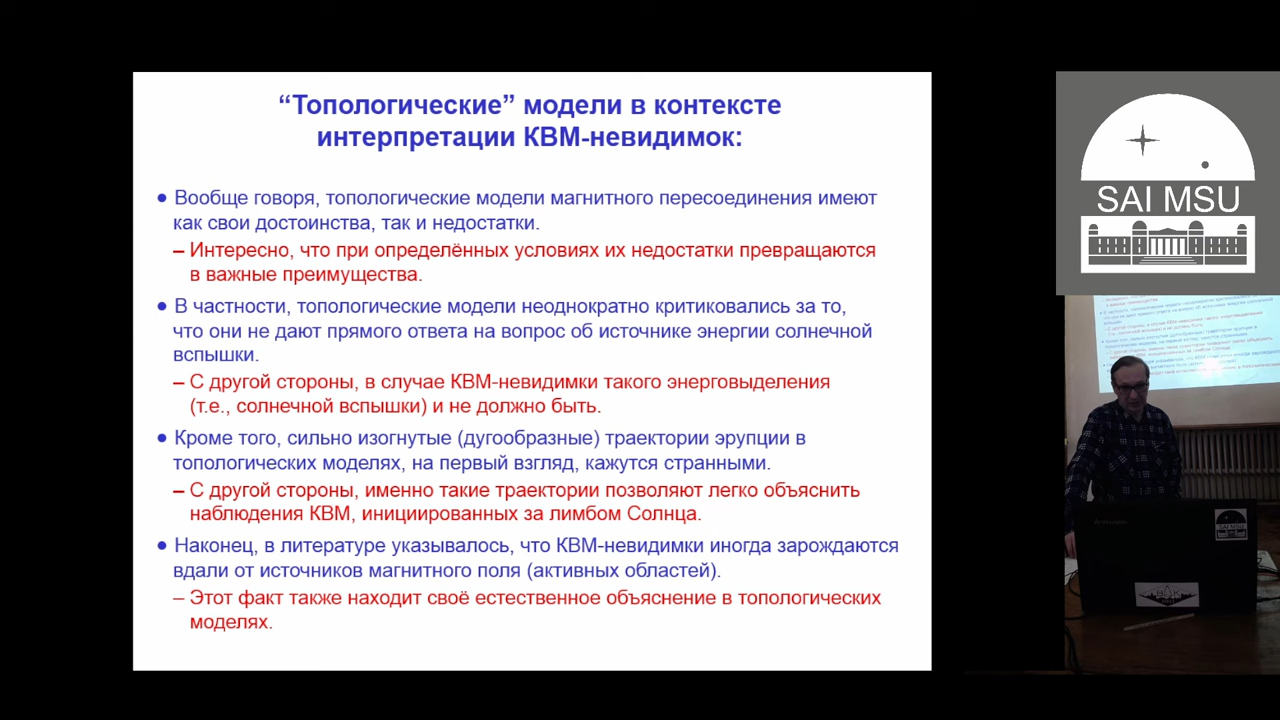 “Топологические” модели в контексте
интерпретации КВМ-невидимок:
● Вообще говоря, топологические модели магнитного пересоединения имеют
как свои достоинства, так и недостатки.
– Интересно, что при определённых условиях их недостатки превращаются
в важные преимущества.
● В частности, топологические модели неоднократно критиковались за то,
что они не дают прямого ответа на вопрос об источнике энергии солнечной
вспышки.
– С другой стороны, в случае КВМ-невидимки такого энерговыделения
(т.е., солнечной вспышки) и не должно быть.
● Кроме того, сильно изогнутые (дугообразные) траектории эрупции в
топологических моделях, на первый взгляд, кажутся странными.
– С другой стороны, именно такие траектории позволяют легко объяснить
наблюдения КВМ, инициированных за лимбом Солнца.
● Наконец, в литературе указывалось, что КВМ-невидимки иногда зарождаются
вдали от источников магнитного поля (активных областей).
– Этот факт также находит своё естественное объяснение в топологических
моделях.
SAI MSU